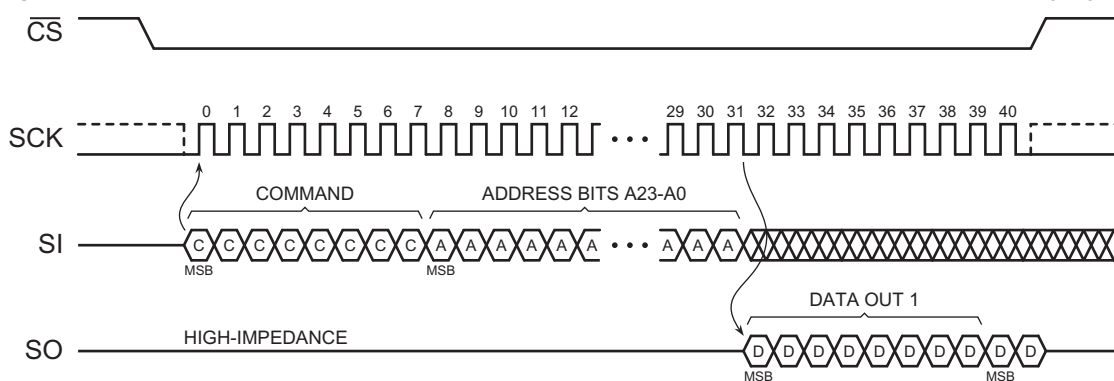 CS
0 1 2 3 4 5 6 7 8 9 10 11 12 29 30 31 32 33 34 35 36 37 38 39 40
SCK
COMMAND ADDRESS BITS A23-A0
SI C C C C C C C C A A A A A A A A A
MSB MSB
DATA OUT 1
HIGH-IMPEDANCE
SO D D D D D D D D D D
MSB MSB